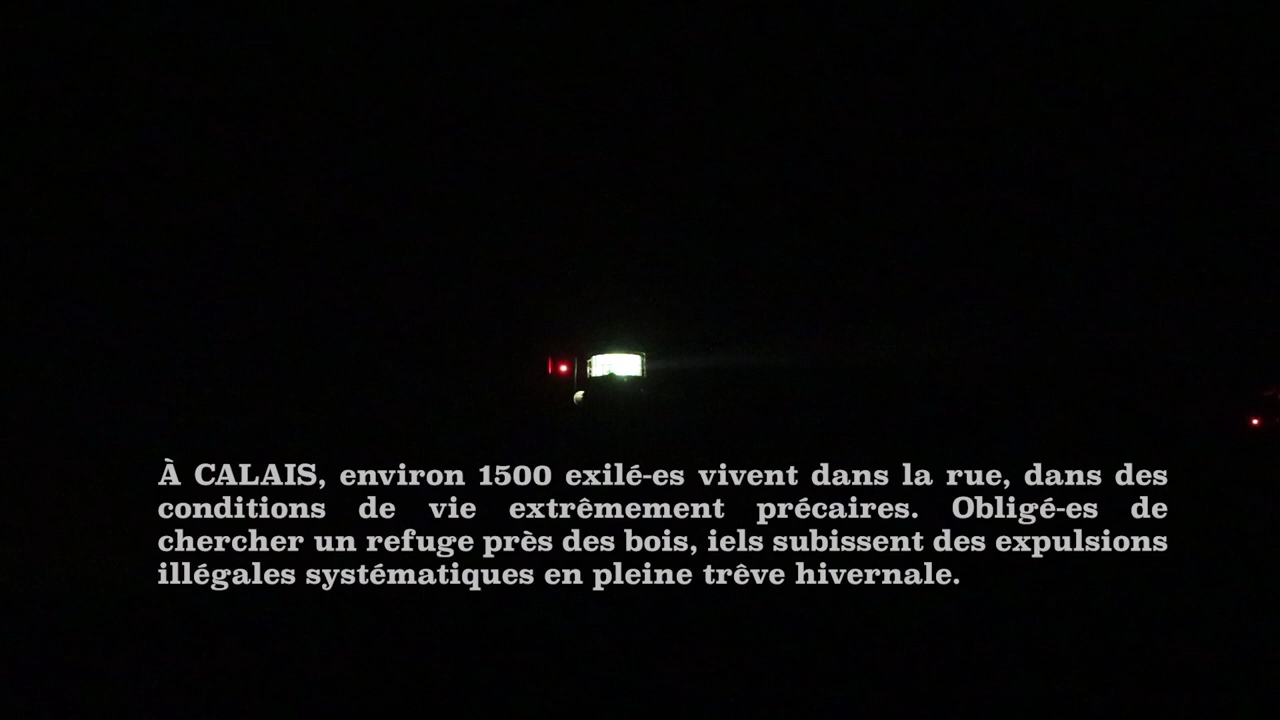 À CALAIS, environ 1500 exilé-es vivent dans la rue, dans des
conditions de vie extrêmement précaires. Obligé-es de
chercher un refuge près des bois, iels subissent des expulsions
illégales systématiques en pleine trêve hivernale.